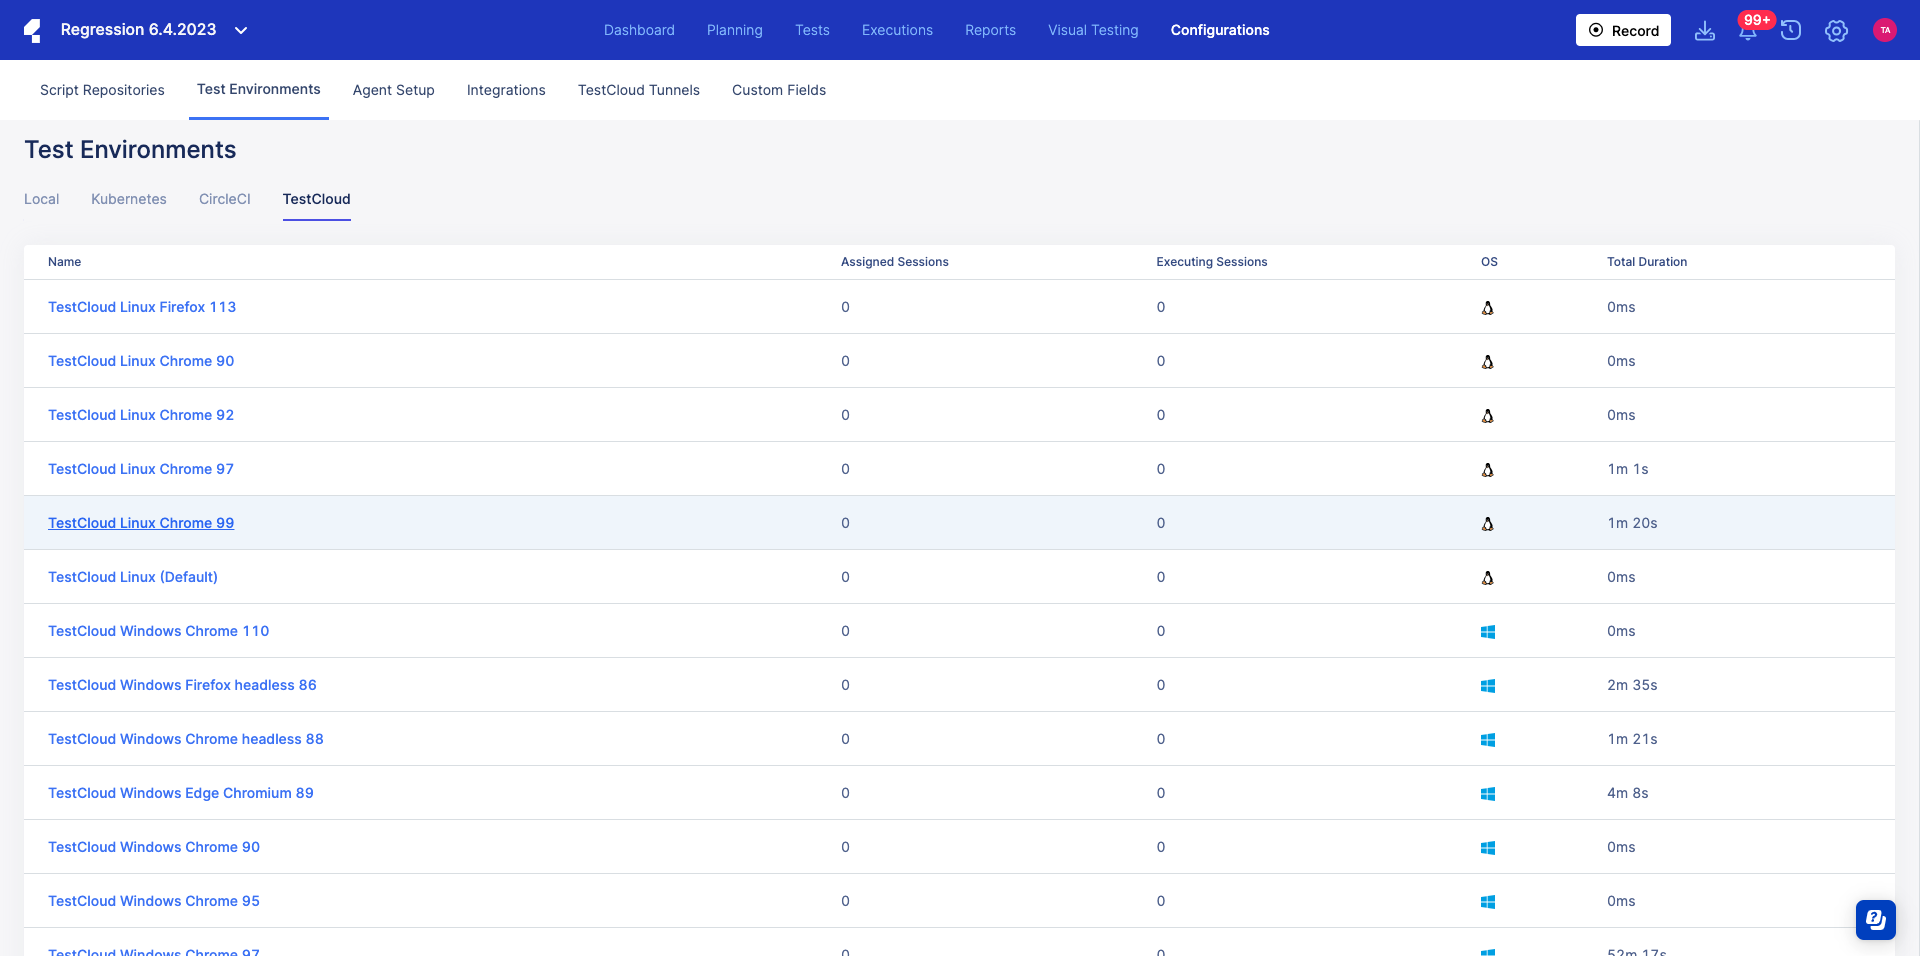 Regression 6.4.2023 Dashboard Planning Tests Executions Reports Visual Testing Configurations Record 99+ TA
Script Repositories Test Environments Agent Setup Integrations TestCloud Tunnels Custom Fields
Test Environments
Local Kubernetes CircleCI TestCloud
Name Assigned Sessions Executing Sessions OS Total Duration
TestCloud Linux Firefox 113 0 0 0ms
TestCloud Linux Chrome 90 0 0 0ms
TestCloud Linux Chrome 92 0 0 0ms
TestCloud Linux Chrome 97 0 0 1m 1s
TestCloud Linux Chrome 99 0 0 1m 20s
TestCloud Linux (Default) 0 0 0ms
TestCloud Windows Chrome 110 0 0 0ms
TestCloud Windows Firefox headless 86 0 0 2m 35s
TestCloud Windows Chrome headless 88 0 0 1m 21s
TestCloud Windows Edge Chromium 89 0 0 4m 8s
TestCloud Windows Chrome 90 0 0 0ms
TestCloud Windows Chrome 95 0 0 0ms
TestCloud Windows Chrome 97 0 0 52m 17s